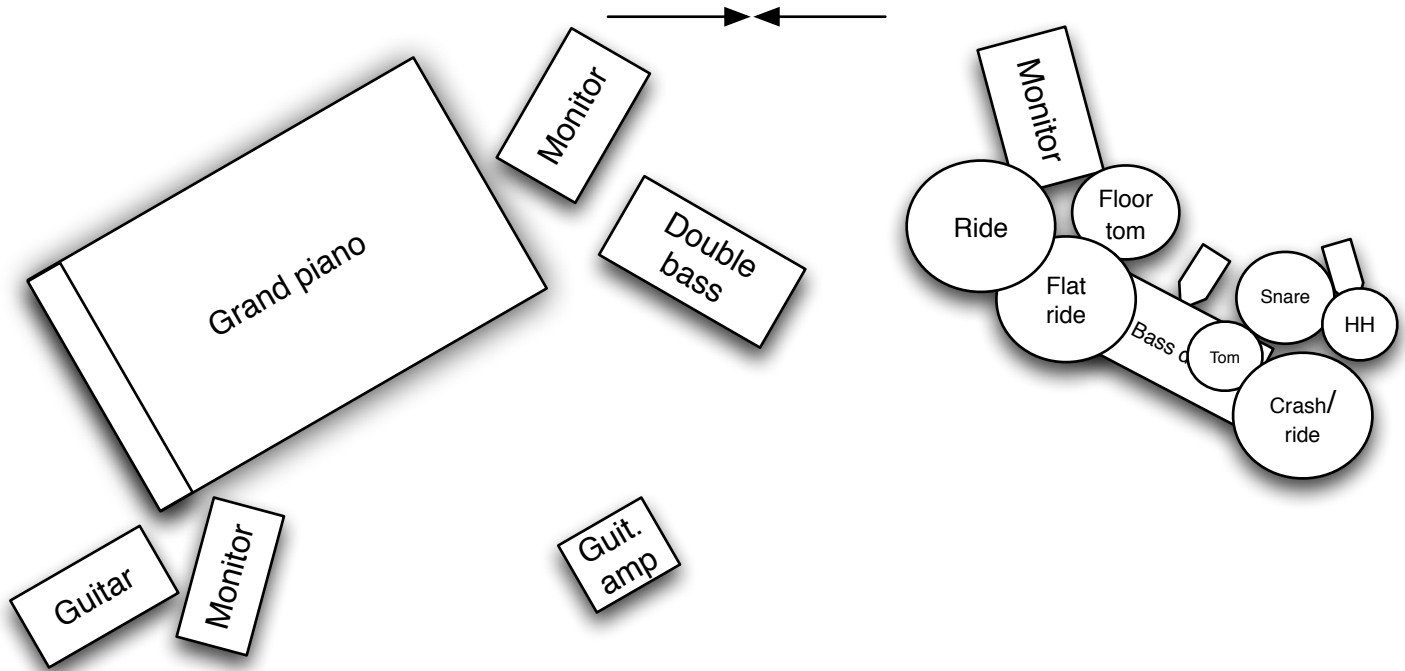 Monitor
Monitor
Grand piano
Double
bass
Ride
Floor
tom
Flat
ride
Snare
HH
Bass
Tom
Crash/
ride
Guitar
Monitor
Guit.
amp